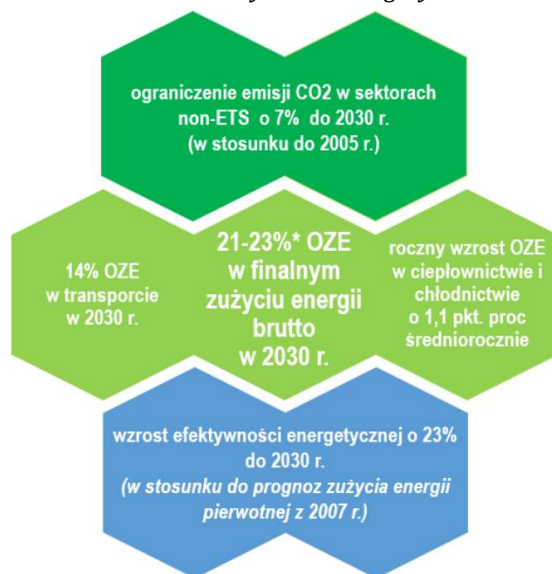 ograniczenie emisji CO2 w sektorach
non-ETS o 7% do 2030 r.
(w stosunku do 2005 r.)
14% OZE
w transporcie
w 2030 r.
21-23%* OZE
w finalnym
zużyciu energii
brutto
w 2030 r.
roczny wzrost OZE
w ciepłownictwie i
chłodnictwie
o 1,1 pkt. proc
średniorocznie
wzrost efektywności energetycznej o 23%
do 2030 r.
(w stosunku do prognoz zużycia energii
pierwotnej z 2007 r.)